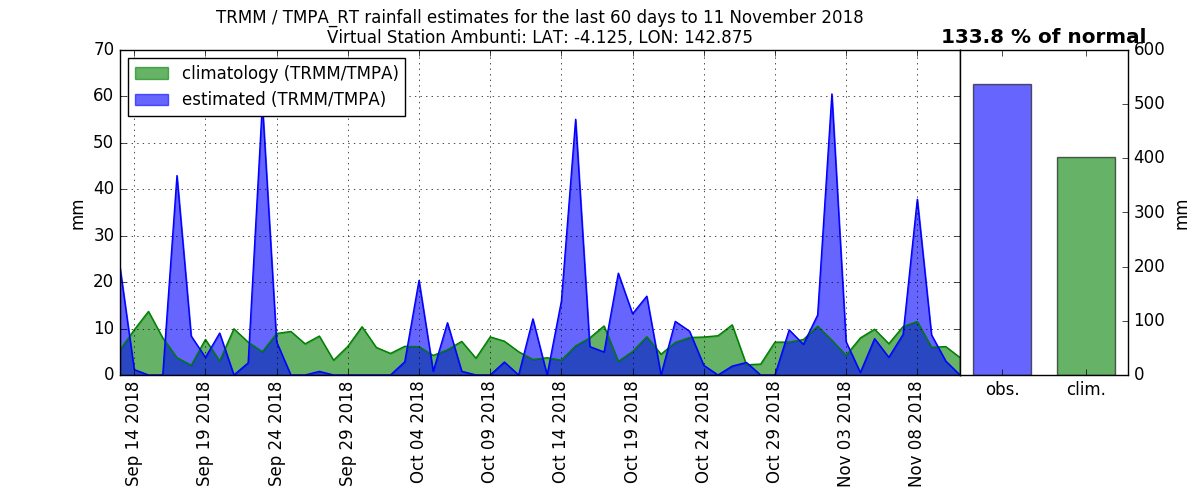 TRMM / TMPA_RT rainfall estimates for the last 60 days to 11 November 2018
Virtual Station Ambunti: LAT: -4.125, LON: 142.875
133.8 % of normal
climatology (TRMM/TMPA)
estimated (TRMM/TMPA)
70
60
50
40
30
20
10
0
mm
600
500
400
300
200
100
0
mm
Sep 14 2018
Sep 19 2018
Sep 24 2018
Sep 29 2018
Oct 04 2018
Oct 09 2018
Oct 14 2018
Oct 19 2018
Oct 24 2018
Oct 29 2018
Nov 03 2018
Nov 08 2018
obs.
clim.